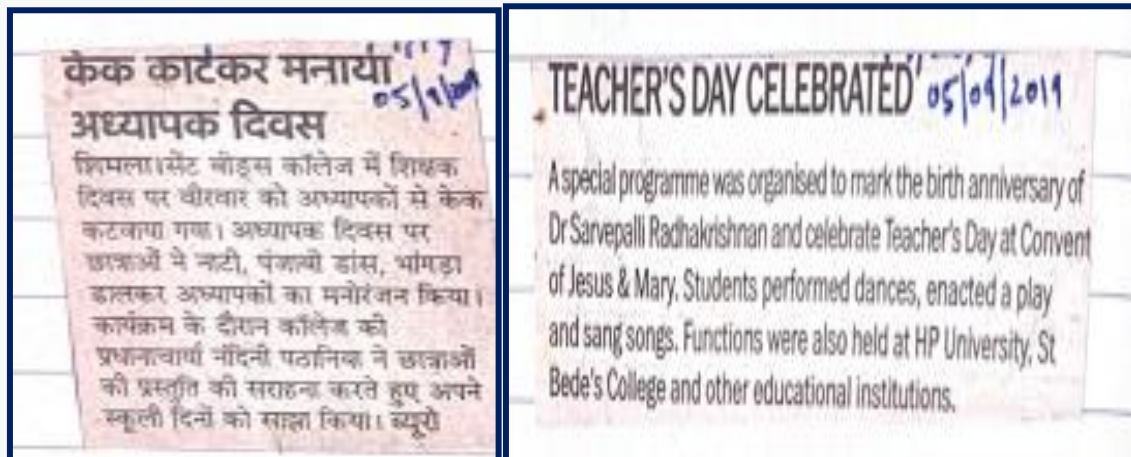 केक काटकर मनाया
05/9/2019
अध्यापक दिवस
शिमला। सेंट बीड्स कॉलेज में शिक्षक
दिवस पर वीरवार को अध्यापकों से केक
कटवाया गया। अध्यापक दिवस पर
छात्राओं ने नाटी, पंजाबी डांस, भांगड़ा
डालकर अध्यापकों का मनोरंजन किया।
कार्यक्रम के दौरान कॉलेज की
प्रधानाचार्या नंदिनी पठानिया ने छात्राओं
की प्रस्तुति की सराहना करते हुए अपने
स्कूली दिनों को साझा किया। ब्यूरो
TEACHER'S DAY CELEBRATED 05/09/2019
A special programme was organised to mark the birth anniversary of
Dr Sarvepalli Radhakrishnan and celebrate Teacher's Day at Convent
of Jesus & Mary. Students performed dances, enacted a play
and sang songs. Functions were also held at HP University, St
Bede's College and other educational institutions.